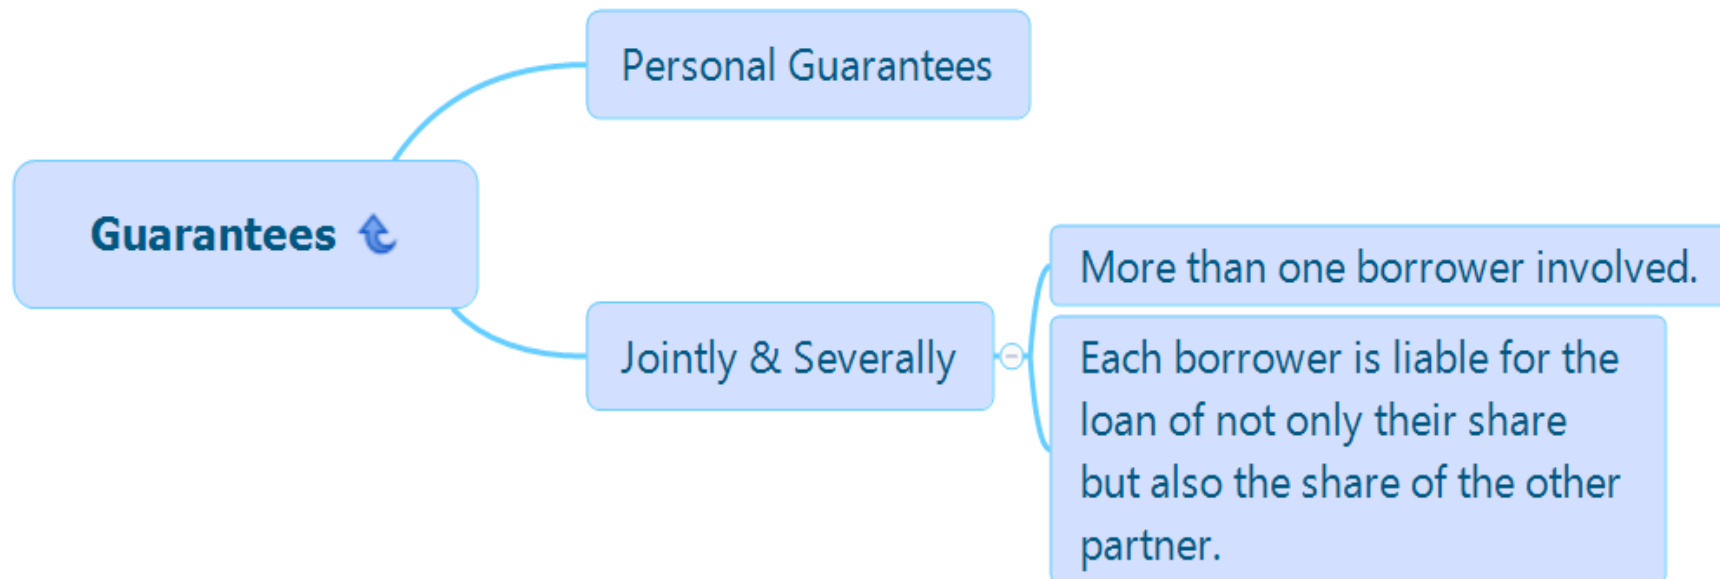 Personal Guarantees
Guarantees
Jointly & Severally
More than one borrower involved.
Each borrower is liable for the
loan of not only their share
but also the share of the other
partner.